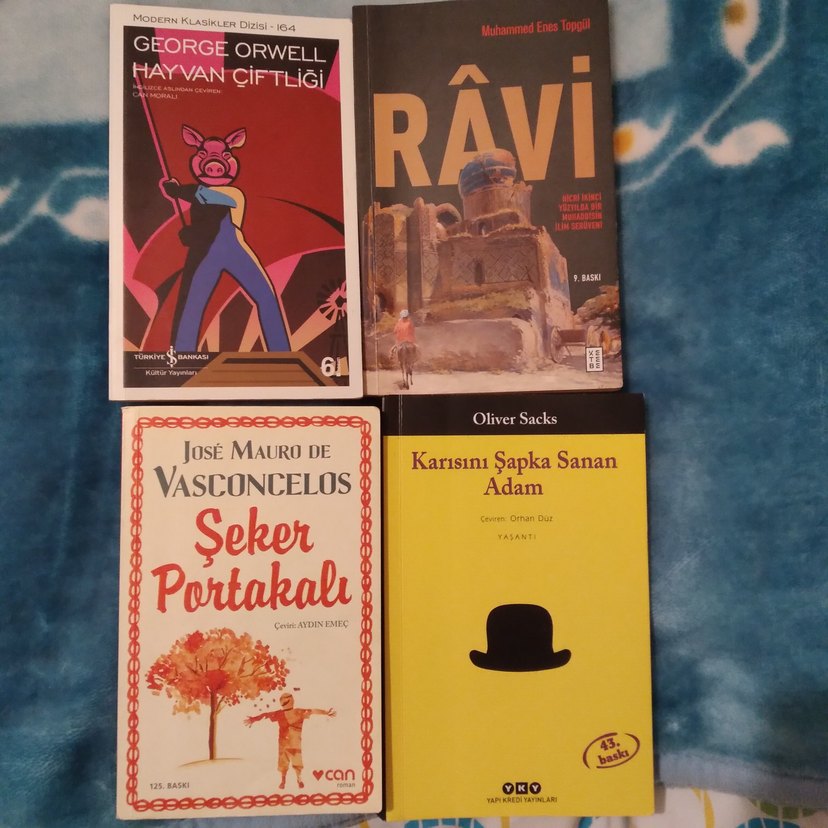 MODERN KLASİKLER DİZİSİ - 164
GEORGE ORWELL
HAYVAN ÇİFTLİĞİ
İNGİLİZCE ASLINDAN ÇEVİREN:
CAN MORALI
TÜRKİYE İŞ BANKASI
Kültür Yayınları
Muhammed Enes Topgül
RÂVİ
HİCRÎ İKİNCİ
YÜZYILDA BİR
MUHADDİSİN
İLİM SERÜVENİ
9. BASKI
KETEBE
JOSÉ MAURO DE
VASCONCELOS
Şeker
Portakalı
Çeviri: AYDIN EMEÇ
125. BASKI
can
roman
Oliver Sacks
Karısını Şapka Sanan
Adam
Çeviren: Orhan Düz
YAŞANTI
43.
baskı
YKY
YAPI KREDİ YAYINLARI